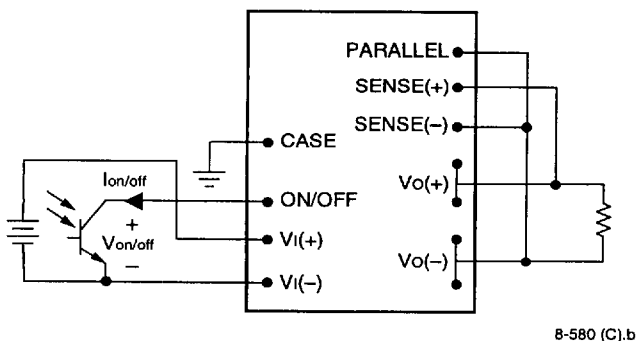 PARALLEL
SENSE(+)
SENSE(–)
CASE
Ion/off
ON/OFF
VO(+)
+
Von/off
–
VI(+)
VI(–)
VO(–)
8-580 (C).b